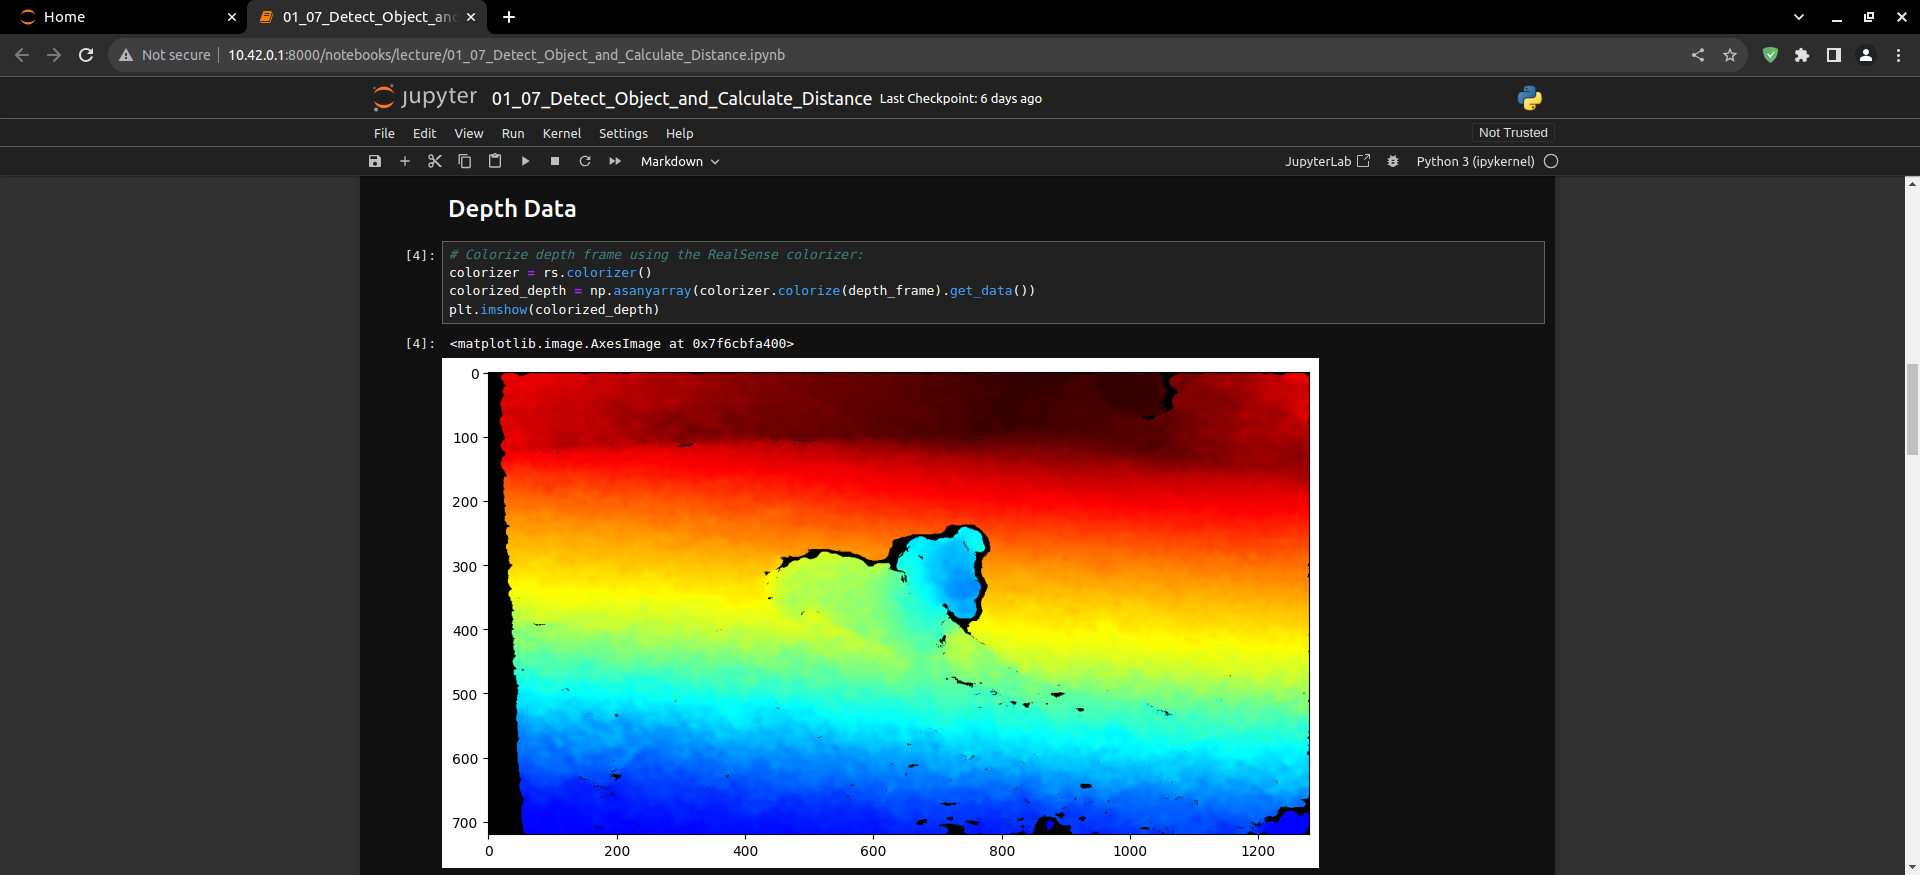 Home
01_07_Detect_Object_an
Not secure
10.42.0.1:8000/notebooks/lecture/01_07_Detect_Object_and_Calculate_Distance.ipynb
jupyter 01_07_Detect_Object_and_Calculate_Distance Last Checkpoint: 6 days ago
File Edit View Run Kernel Settings Help
Not Trusted
Markdown
JupyterLab
Python 3 (ipykernel)
Depth Data
[4]:
# Colorize depth frame using the RealSense colorizer:
colorizer = rs.colorizer()
colorized_depth = np.asanyarray(colorizer.colorize(depth_frame).get_data())
plt.imshow(colorized_depth)
[4]: <matplotlib.image.AxesImage at 0x7f6cbfa400>
0
100
200
300
400
500
600
700
0 200 400 600 800 1000 1200